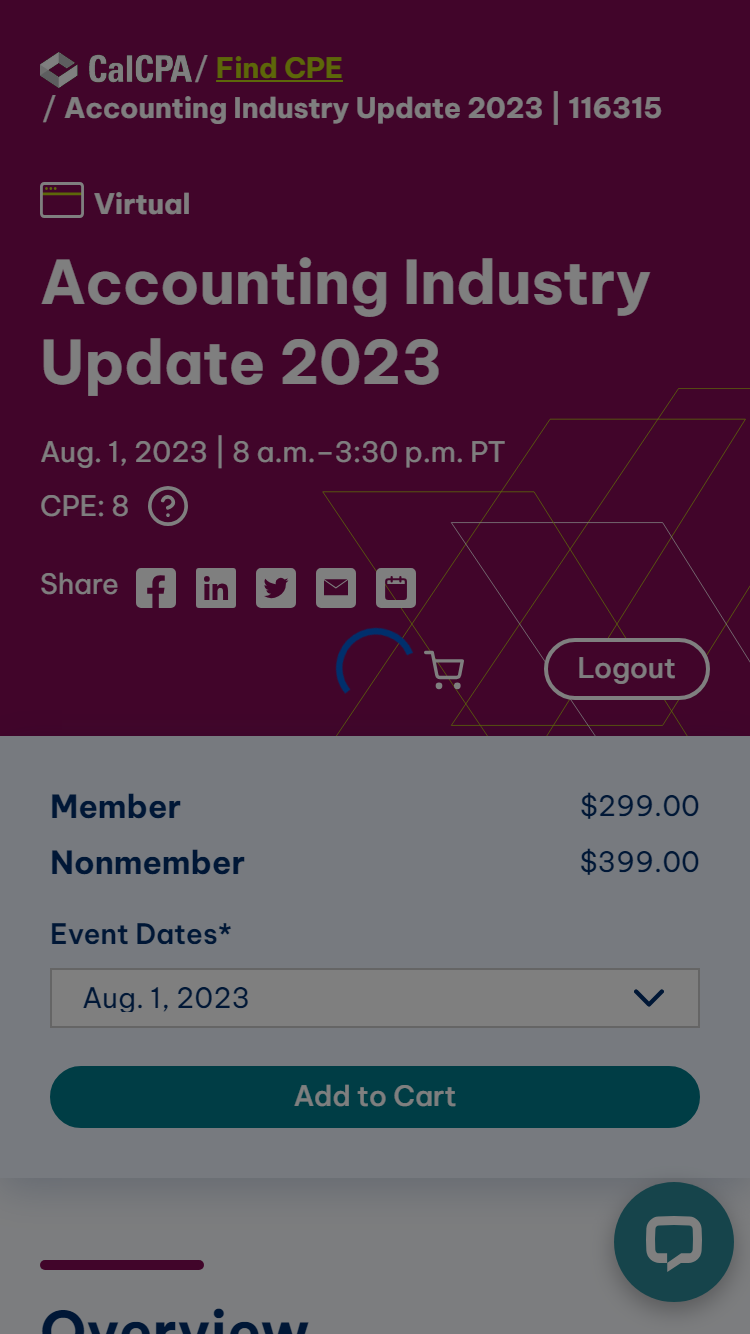 CalCPA / Find CPE
/ Accounting Industry Update 2023 | 116315
Virtual
Accounting Industry
Update 2023
Aug. 1, 2023 | 8 a.m.–3:30 p.m. PT
CPE: 8 ?
Share
Logout
Member $299.00
Nonmember $399.00
Event Dates*
Aug. 1, 2023
Add to Cart
Overview